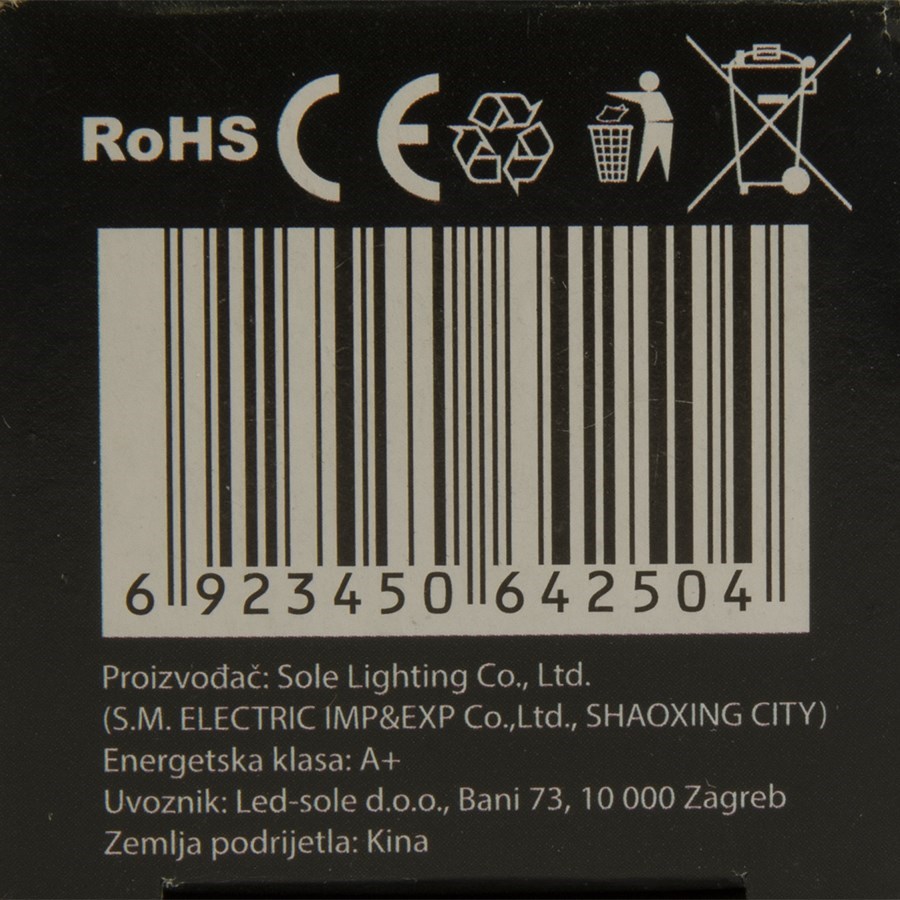 RoHS CE
6 923450 642504
Proizvođač: Sole Lighting Co., Ltd.
(S.M. ELECTRIC IMP&EXP Co.,Ltd., SHAOXING CITY)
Energetska klasa: A+
Uvoznik: Led-sole d.o.o., Bani 73, 10 000 Zagreb
Zemlja podrijetla: Kina